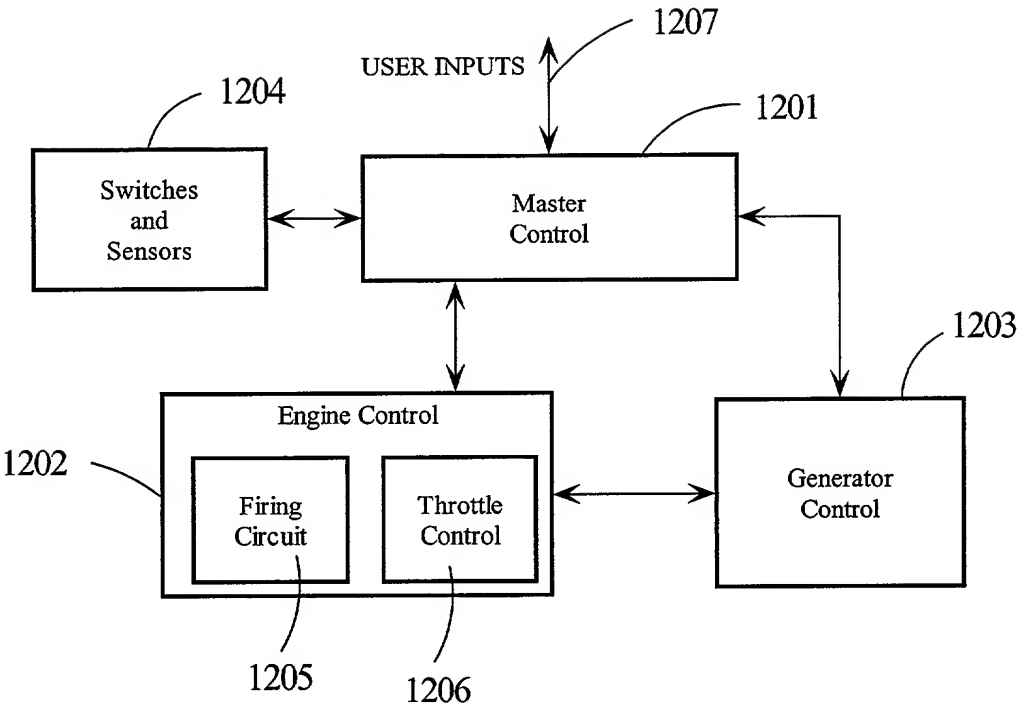 1207
USER INPUTS
1204
1201
Switches
and
Sensors
Master
Control
1203
Engine Control
1202
Firing
Circuit
Throttle
Control
Generator
Control
1205
1206